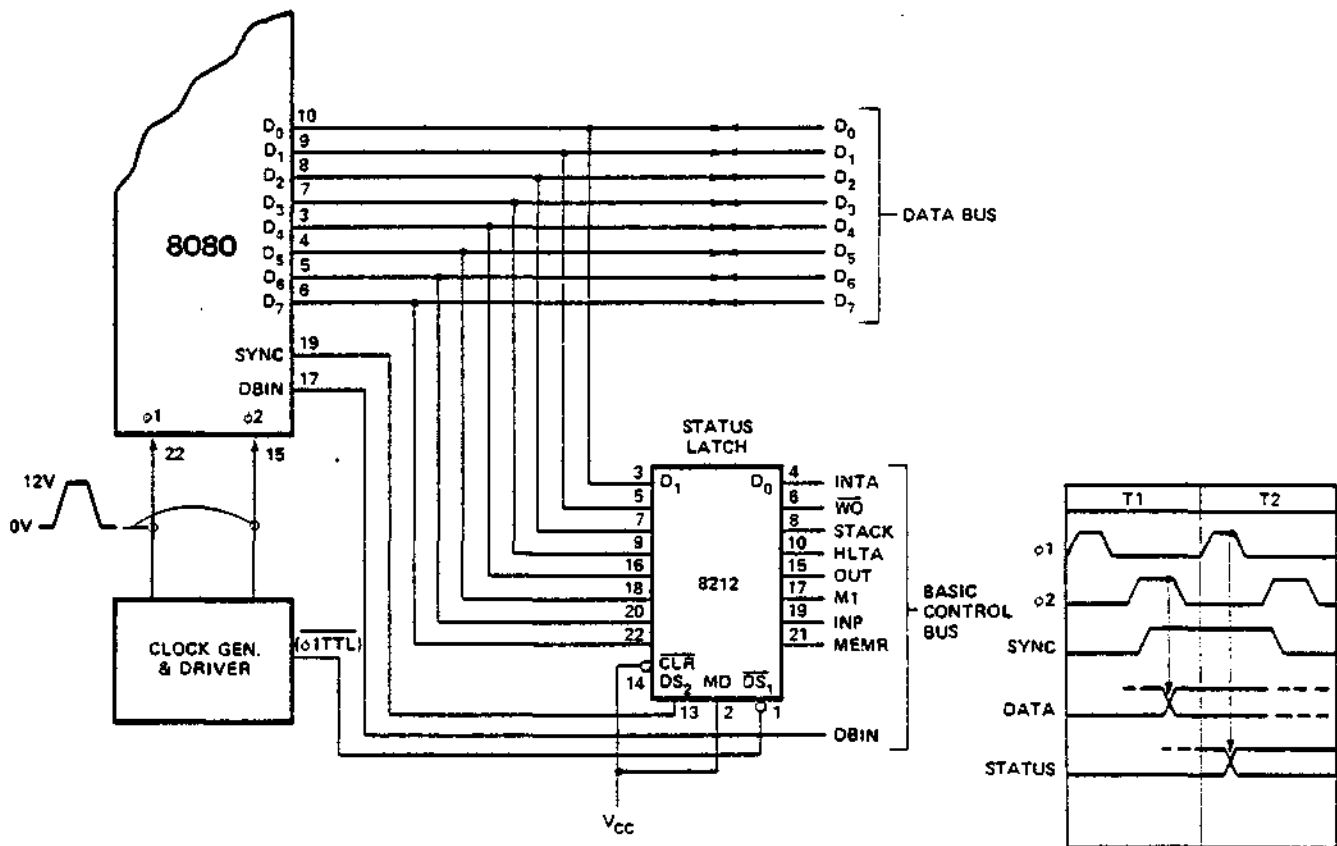 8080
D₀ 10
D₁ 9
D₂ 8
D₃ 7
D₄ 3
D₅ 4
D₆ 5
D₇ 6
SYNC 19
DBIN 17
φ1 φ2
22 15
D₀
D₁
D₂
D₃
D₄
D₅
D₆
D₇
DATA BUS
12V
0V
CLOCK GEN.
& DRIVER
(φ1TTL)
STATUS
LATCH
3 D₁ D₀ 4 INTA
5 6 WO
7 8 STACK
9 10 HLTA
16 15 OUT
18 8212 17 M1
20 19 INP
22 21 MEMR
CLR
14 DS₂ MD DS₁
13 2 1
DBIN
VCC
BASIC
CONTROL
BUS
T1 T2
φ1
φ2
SYNC
DATA
STATUS